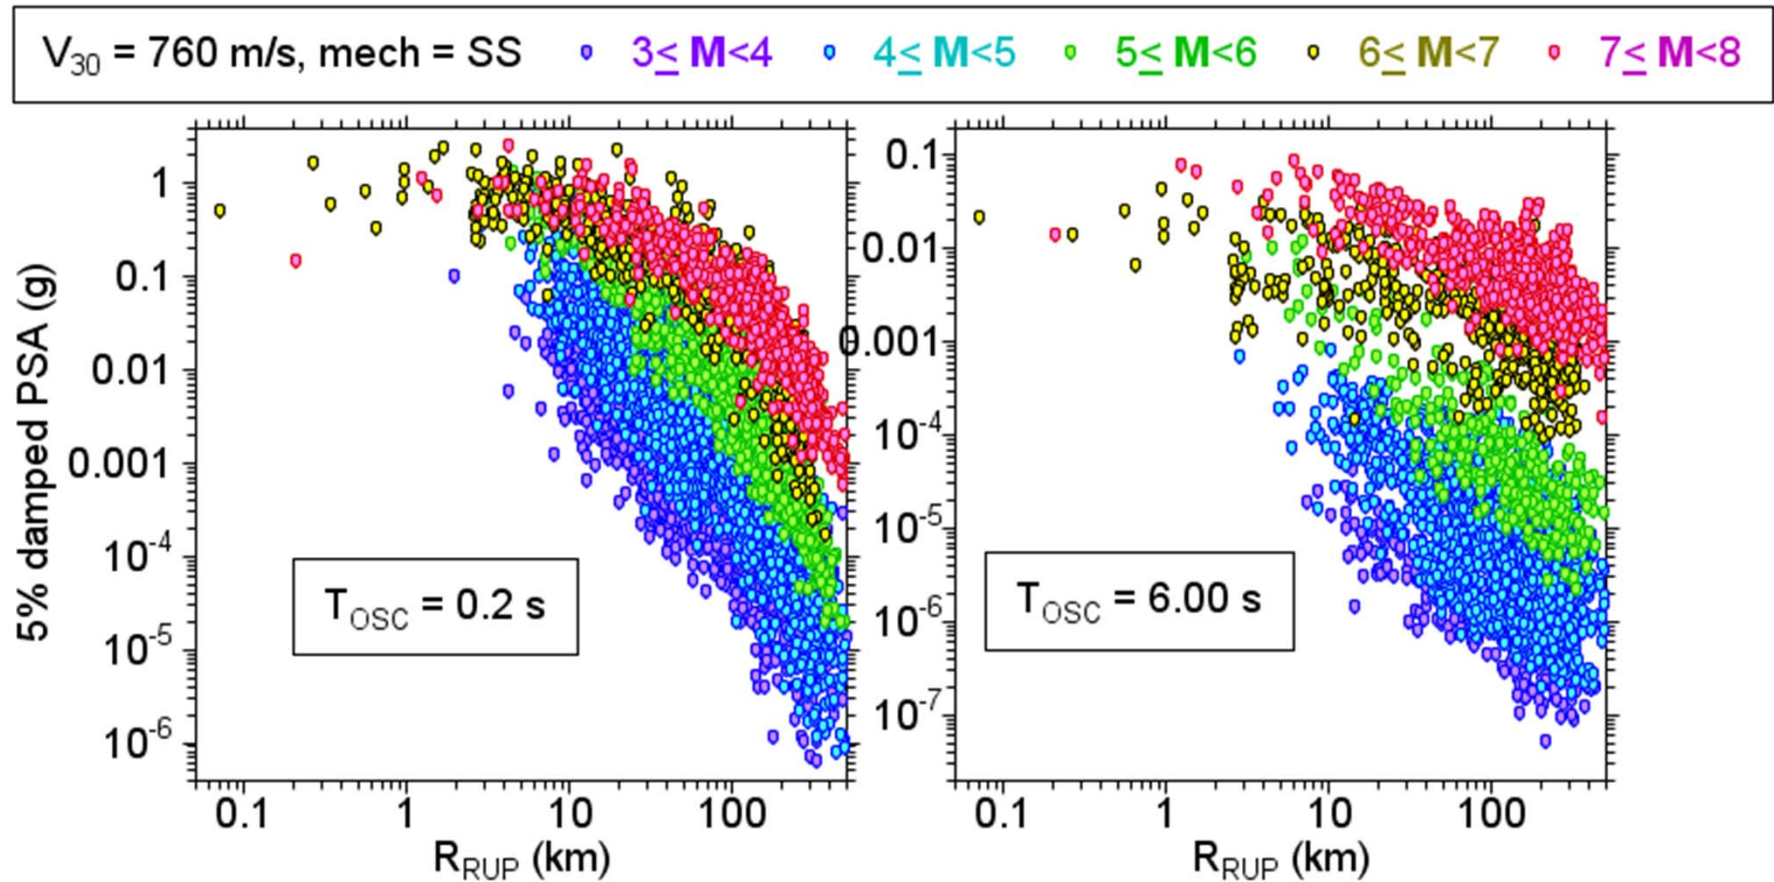 V30 = 760 m/s, mech = SS 3≤ M<4 4≤ M<5 5≤ M<6 6≤ M<7 7≤ M<8
5% damped PSA (g)
1
0.1
0.01
0.001
10-4
10-5
10-6
TOSC = 0.2 s
0.1 1 10 100
RRUP (km)
0.1
0.01
0.001
10-4
10-5
10-6
10-7
TOSC = 6.00 s
0.1 1 10 100
RRUP (km)